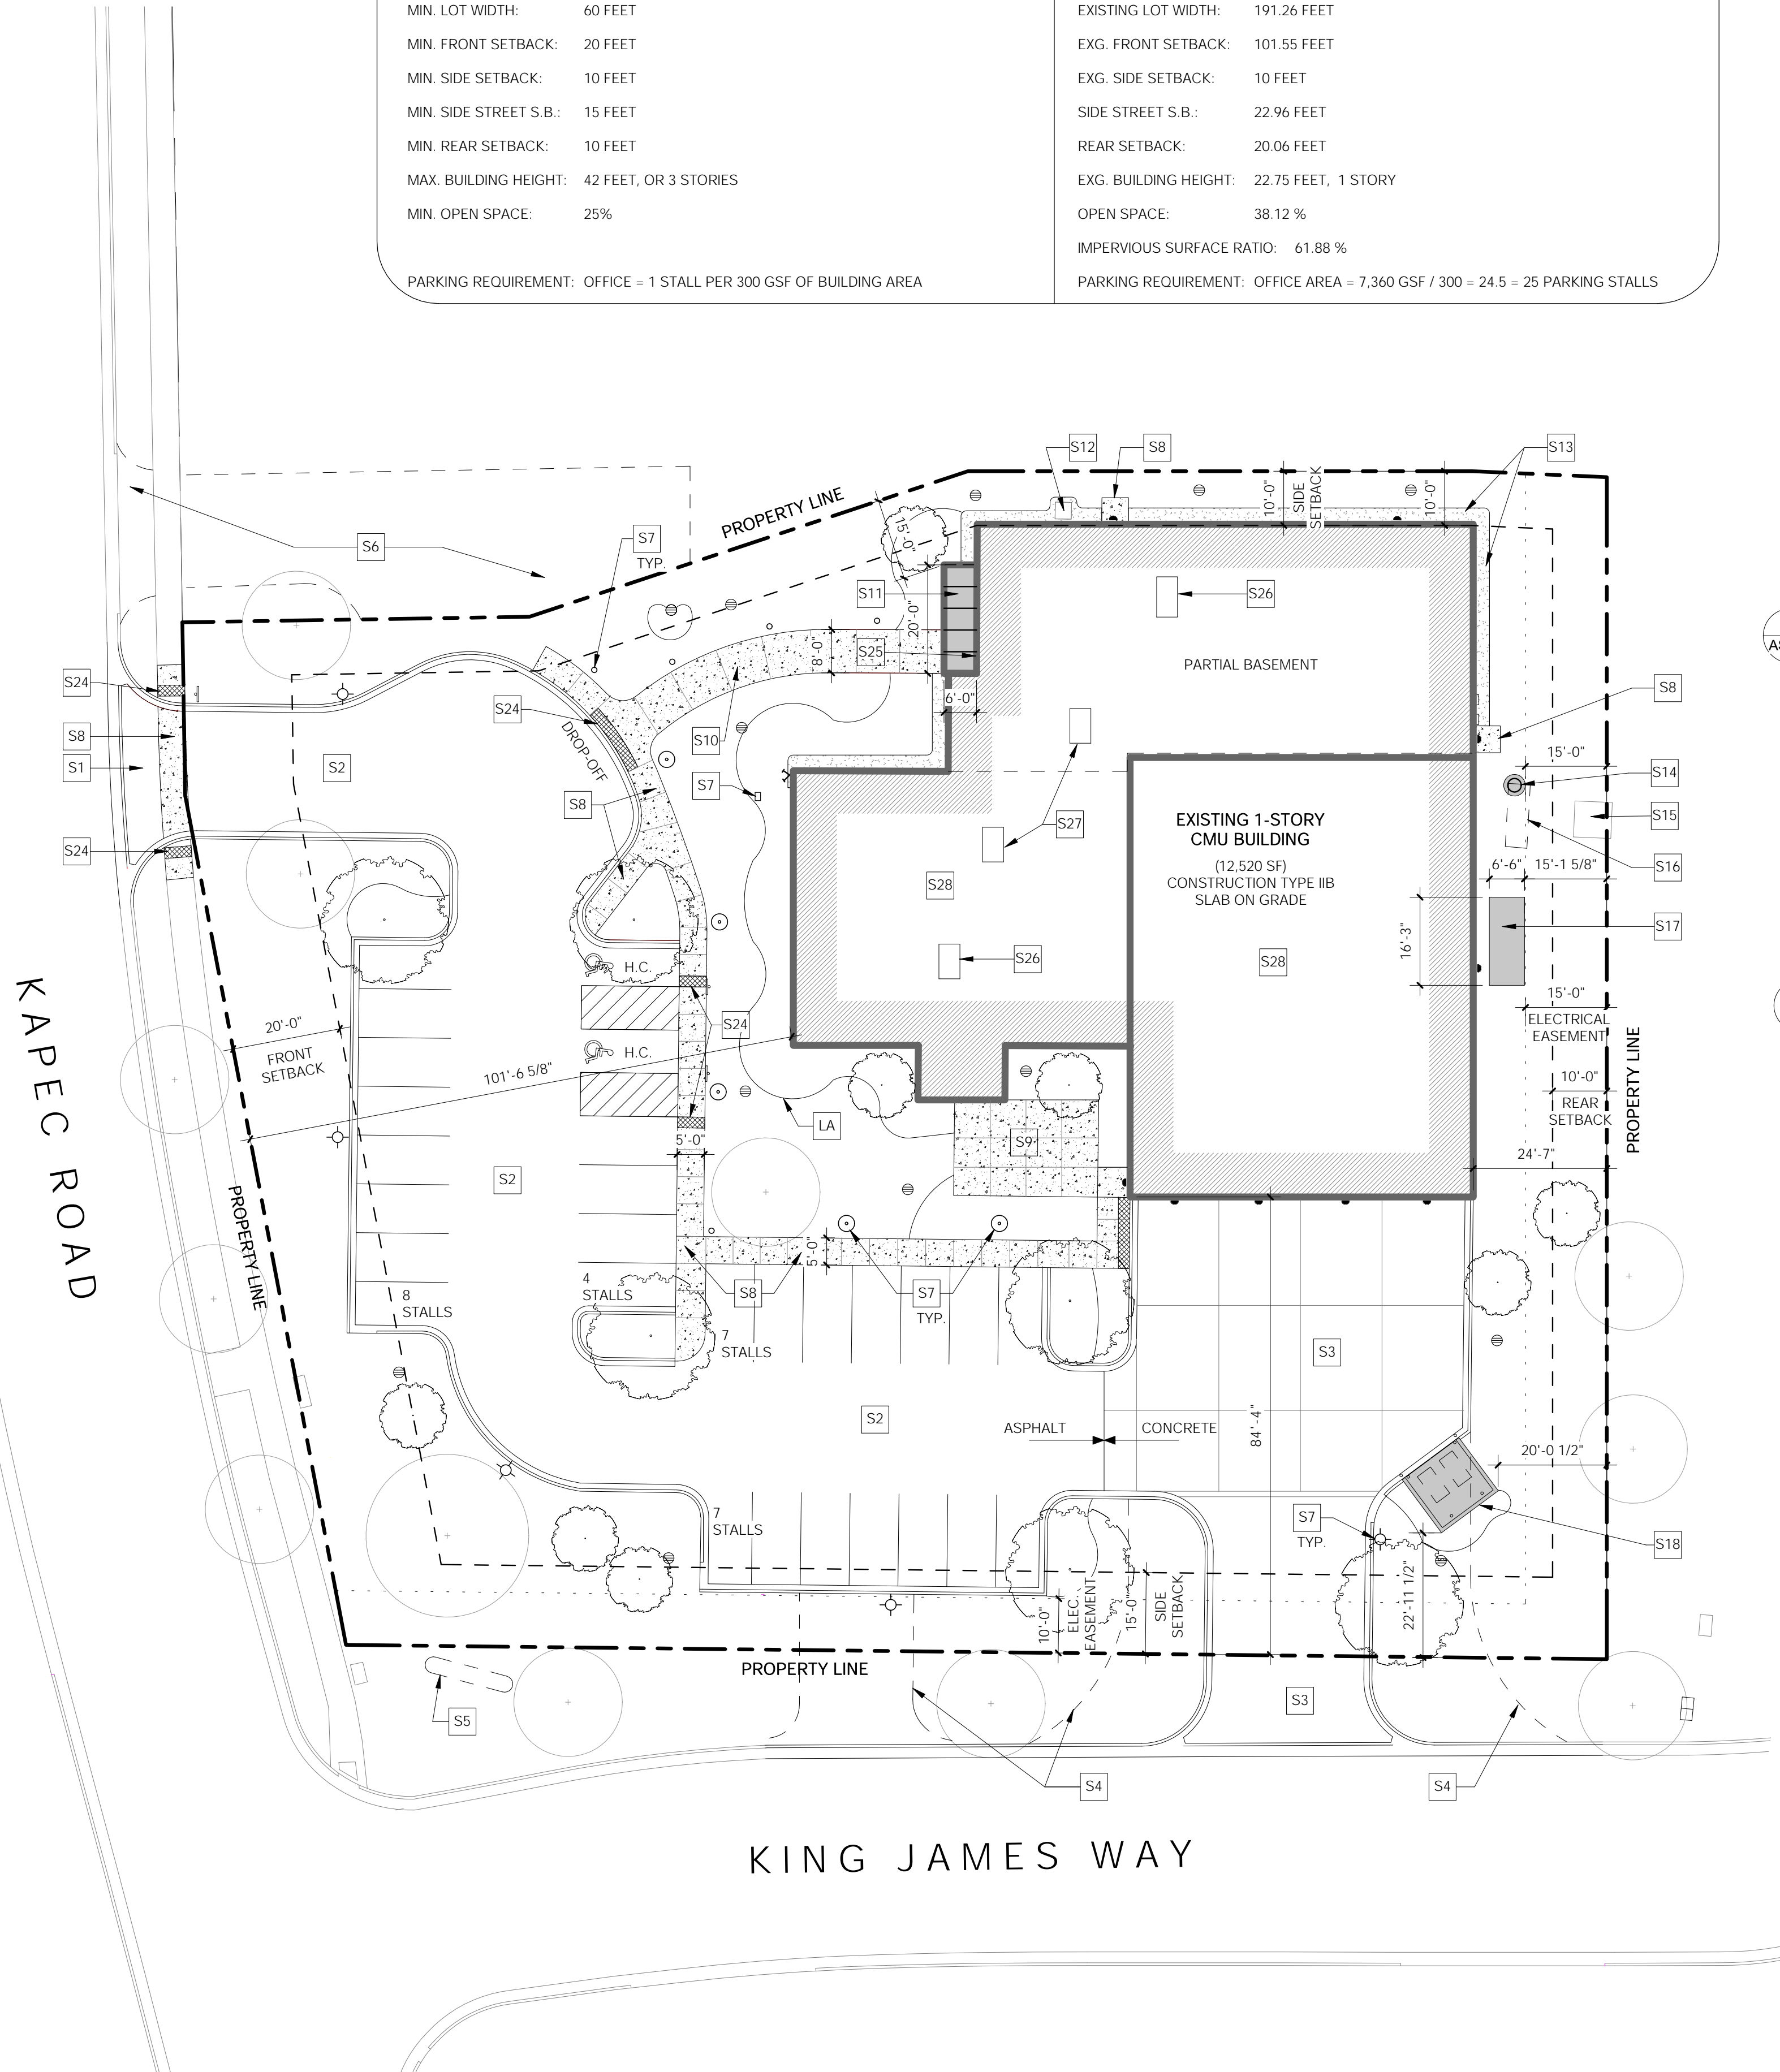 MIN. LOT WIDTH: 60 FEET
MIN. FRONT SETBACK: 20 FEET
MIN. SIDE SETBACK: 10 FEET
MIN. SIDE STREET S.B.: 15 FEET
MIN. REAR SETBACK: 10 FEET
MAX. BUILDING HEIGHT: 42 FEET, OR 3 STORIES
MIN. OPEN SPACE: 25%
PARKING REQUIREMENT: OFFICE = 1 STALL PER 300 GSF OF BUILDING AREA
EXISTING LOT WIDTH: 191.26 FEET
EXG. FRONT SETBACK: 101.55 FEET
EXG. SIDE SETBACK: 10 FEET
SIDE STREET S.B.: 22.96 FEET
REAR SETBACK: 20.06 FEET
EXG. BUILDING HEIGHT: 22.75 FEET, 1 STORY
OPEN SPACE: 38.12 %
IMPERVIOUS SURFACE RATIO: 61.88 %
PARKING REQUIREMENT: OFFICE AREA = 7,360 GSF / 300 = 24.5 = 25 PARKING STALLS
S12
S8
S13
PROPERTY LINE
10'-0"
SIDE
SETBACK
10'-0"
15'-0"
S6
S7
TYP.
S11
20'-0"
S26
8'-0"
S25
PARTIAL BASEMENT
S24
S24
6'-0"
S8
S8
S10
DROP-OFF
S1
S2
15'-0"
S14
S7
S8
S15
S27
EXISTING 1-STORY
CMU BUILDING
(12,520 SF)
CONSTRUCTION TYPE IIB
SLAB ON GRADE
S24
S16
6'-6"
15'-1 5/8"
S28
S17
16'-3"
S26
S28
H.C.
15'-0"
ELECTRICAL
EASEMENT
S24
20'-0"
FRONT
SETBACK
H.C.
101'-6 5/8"
10'-0"
REAR
SETBACK
PROPERTY LINE
KAPEC ROAD
LA
5'-0"
S9
24'-7"
S2
PROPERTY LINE
5'-0"
8
STALLS
4
STALLS
S8
S7
TYP.
7
STALLS
S3
S2
ASPHALT
CONCRETE
84'-4"
20'-0 1/2"
7
STALLS
S7
TYP.
S18
10'-0"
ELEC.
EASEMENT
15'-0"
SIDE
SETBACK
22'-11 1/2"
PROPERTY LINE
S5
S3
S4
S4
KING JAMES WAY